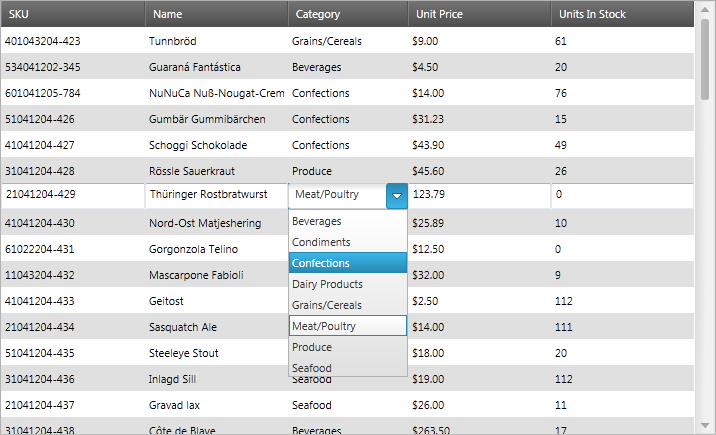 SKU Name Category Unit Price Units In Stock
401043204-423 Tunnbröd Grains/Cereals $9.00 61
534041202-345 Guaraná Fantástica Beverages $4.50 20
601041205-784 NuNuCa Nuß-Nougat-Crem Confections $14.00 76
51041204-426 Gumbär Gummibärchen Confections $31.23 15
41041204-427 Schoggi Schokolade Confections $43.90 49
31041204-428 Rössle Sauerkraut Produce $45.60 26
21041204-429 Thüringer Rostbratwurst Meat/Poultry 123.79 0
41041204-430 Nord-Ost Matjeshering Beverages $25.89 10
61022204-431 Gorgonzola Telino Condiments $12.50 0
11043204-432 Mascarpone Fabioli Confections $32.00 9
41041204-433 Geitost Dairy Products Grains/Cereals $2.50 112
21041204-434 Sasquatch Ale Meat/Poultry $14.00 111
51041204-435 Steeleye Stout Produce $18.00 20
31041204-436 Inlagd Sill Seafood Seafood $19.00 112
21041204-437 Gravad lax Seafood $26.00 11
31041204-438 Côte de Blaye Beverages $263.50 17